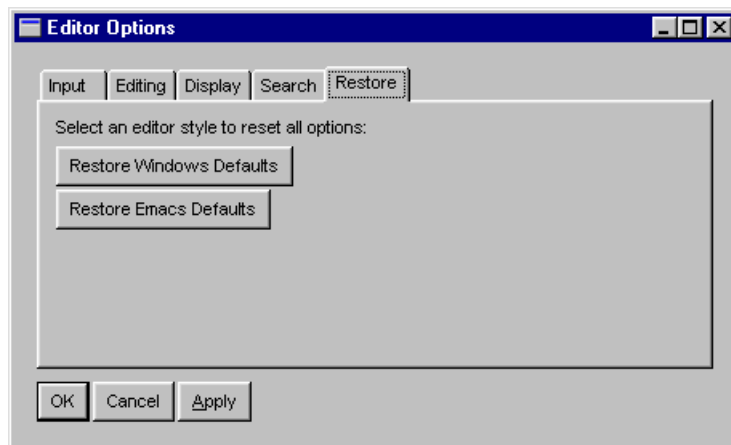 Editor Options
Input Editing Display Search Restore
Select an editor style to reset all options:
Restore Windows Defaults
Restore Emacs Defaults
OK Cancel Apply